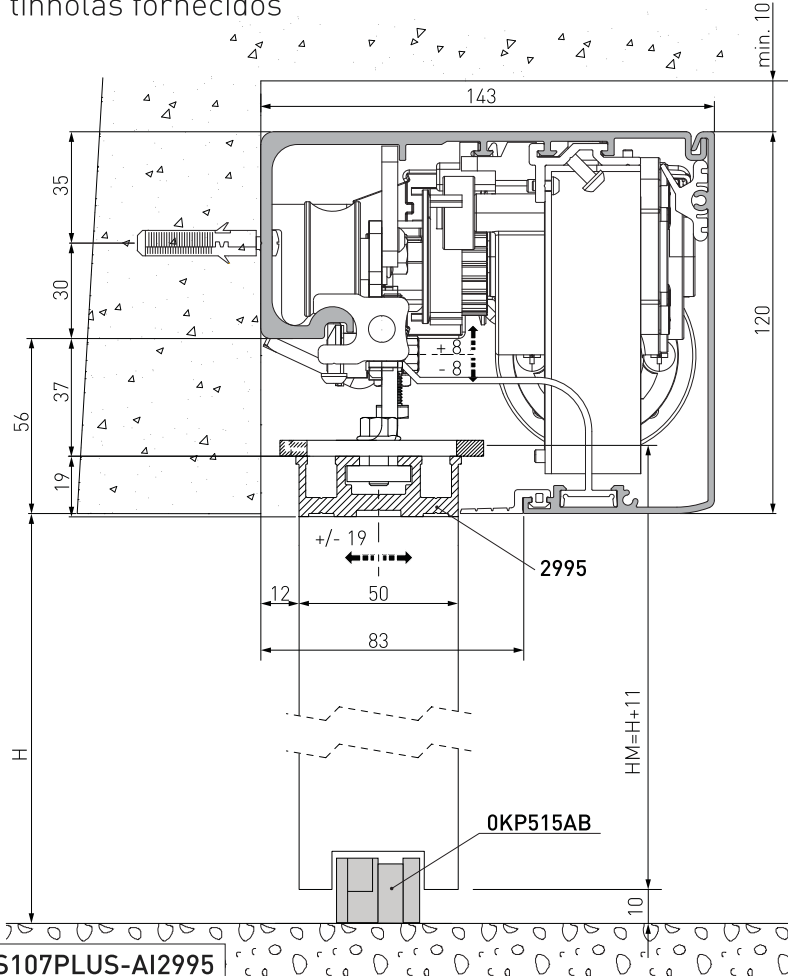 tinholas fornecidos
min. 10
143
35
30
120
+ 8
- 8
37
56
19
+/- 19
2995
12
50
83
HM=H+11
H
0KP515AB
10
S107PLUS-AI2995